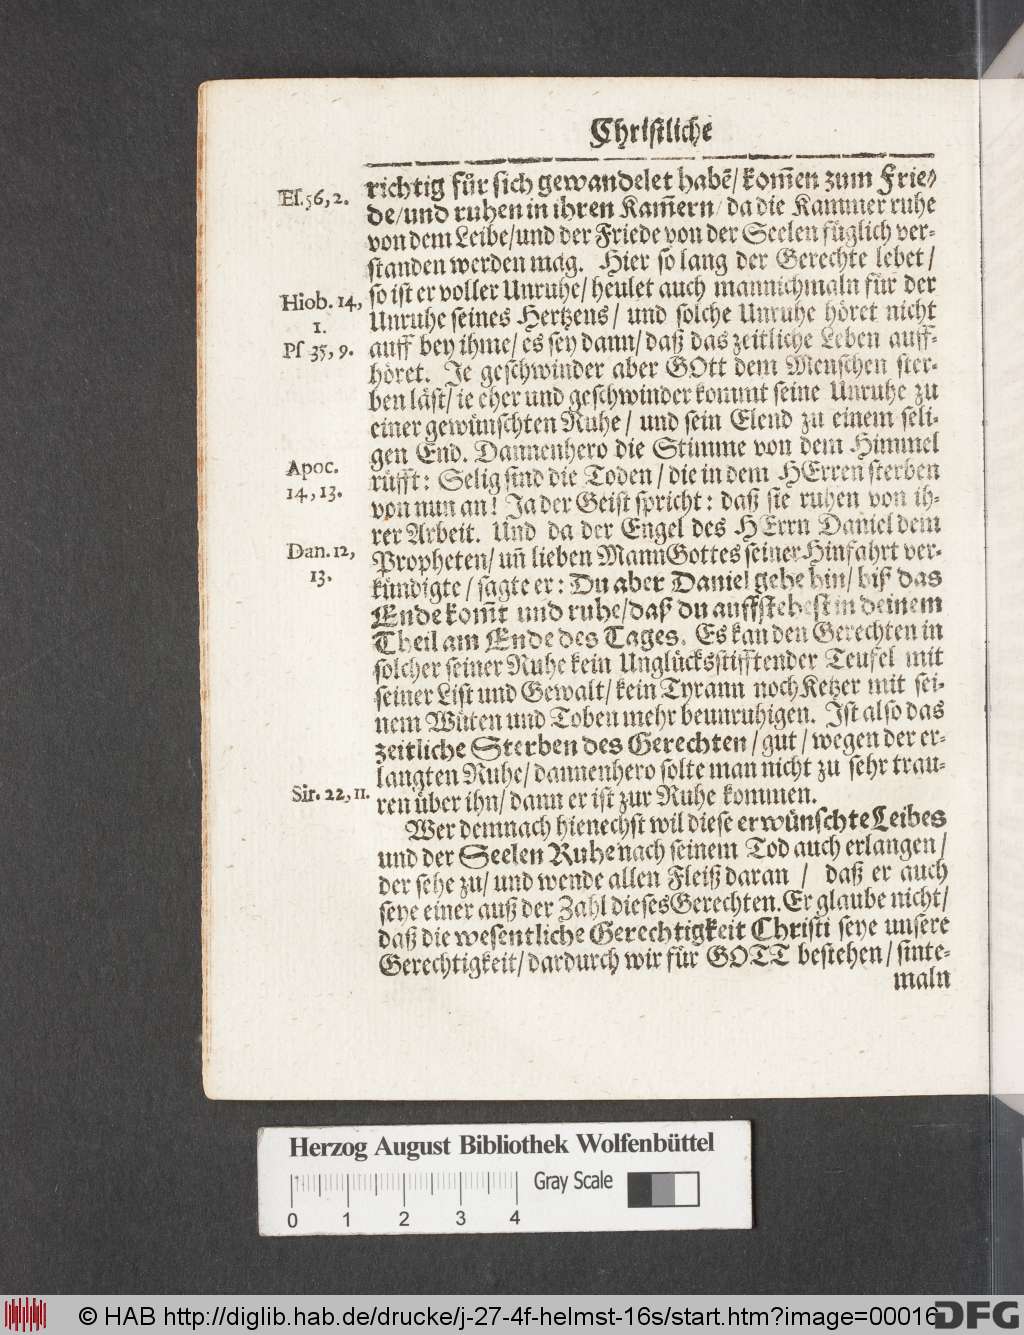 Christliche
Es. 56, 2.
richtig fůr sich gewandelet habē/ kom̃en zum Frie-
de/ und ruhen in ihren Kam̃ern/ da die Kammer ruhe
von dem Leibe/ und der Friede von der Seelen füglich ver-
standen werden mag. Hier so lang der Gerechte lebet/
Hiob. 14,
1.
so ist er voller Unruhe/ heulet auch mannichmaln für der
Unruhe seines Hertzens/ und solche Unruhe höret nicht
Ps 35, 9.
auff bey ihme/ es sey dann/ daß das zeitliche Leben auff-
höret. Je geschwinder aber GOtt dem Menschen ster-
ben läst/ ie eher und geschwinder kommt seine Unruhe zu
einer gewünschten Ruhe/ und sein Elend zu einem seli-
gen End. Dannenhero die Stimme von dem Himmel
Apoc.
14, 13.
rüfft: Selig sind die Toden/ die in dem HErren sterben
von nun an! Ja der Geist spricht: daß sie ruhen von ih-
rer Arbeit. Und da der Engel des HErrn Daniel dem
Dan. 12,
13.
Propheten/ un̄ lieben Mann Gottes seiner Hinfahrt ver-
kündigte/ sagte er: Du aber Daniel gehe hin/ biß das
Ende kom̃t und ruhe/ daß du auffstehest in deinem
Theil am Ende des Tages. Es kan den Gerechten in
solcher seiner Ruhe kein Unglücksstifftender Teufel mit
seiner List und Gewalt/ kein Tyrann noch Ketzer mit sei-
nem Wüten und Toben mehr beunruhigen. Ist also das
zeitliche Sterben des Gerechten/ gut/ wegen der er-
langten Ruhe/ dannenhero solte man nicht zu sehr trau-
Sir. 22, 11.
ren über ihn/ dann er ist zur Ruhe kommen.
Wer demnach hienechst wil diese erwünschte Leibes
und der Seelen Ruhe nach seinem Tod auch erlangen/
der sehe zu/ und wende allen Fleiß daran/ daß er auch
seye einer auß der Zahl dieses Gerechten. Er glaube nicht/
daß die wesentliche Gerechtigkeit Christi seye unsere
Gerechtigkeit/ dardurch wir für GOTT bestehen/ sinte-
maln
Herzog August Bibliothek Wolfenbüttel
Gray Scale
0 1 2 3 4
© HAB http://diglib.hab.de/drucke/j-27-4f-helmst-16s/start.htm?image=00016
DFG